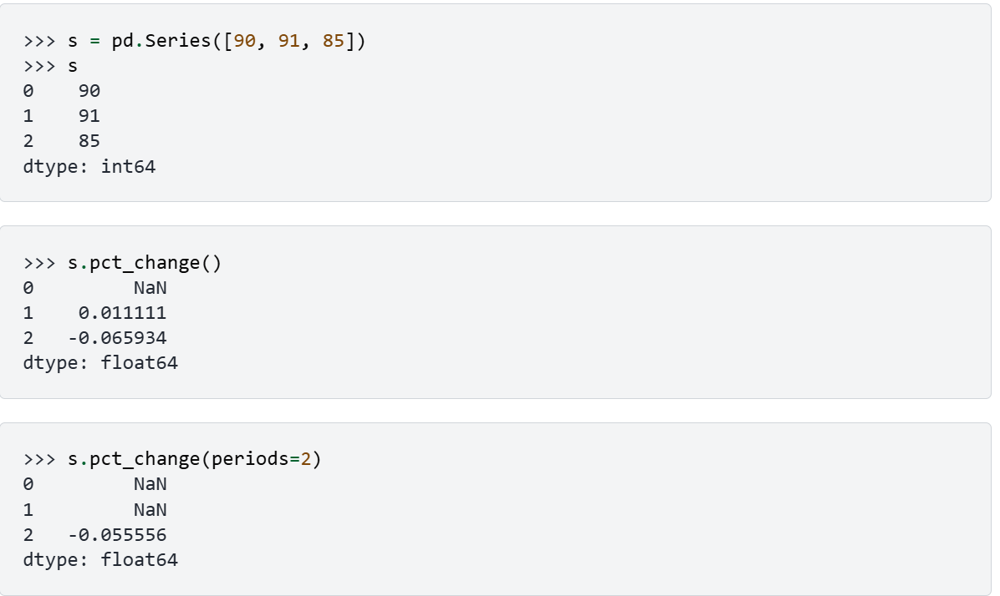 >>> s = pd.Series([90, 91, 85])
>>> s
0    90
1    91
2    85
dtype: int64
>>> s.pct_change()
0         NaN
1    0.011111
2   -0.065934
dtype: float64
>>> s.pct_change(periods=2)
0         NaN
1         NaN
2   -0.055556
dtype: float64